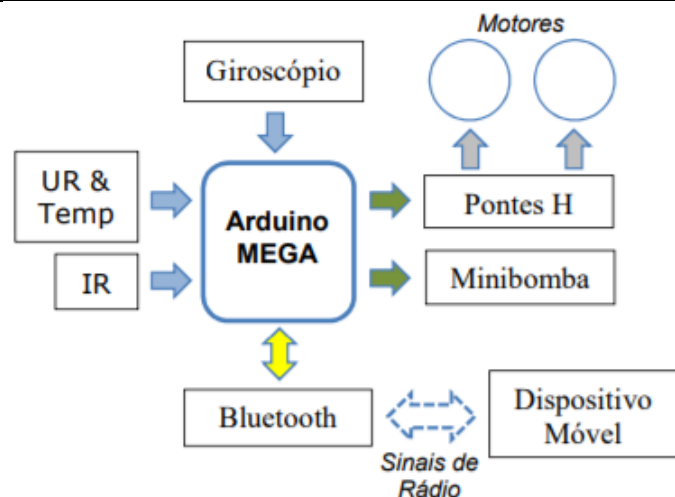 Motores
Giroscópio
UR &
Temp
Arduino
MEGA
Pontes H
IR
Minibomba
Bluetooth
Dispositivo
Móvel
Sinais de
Rádio